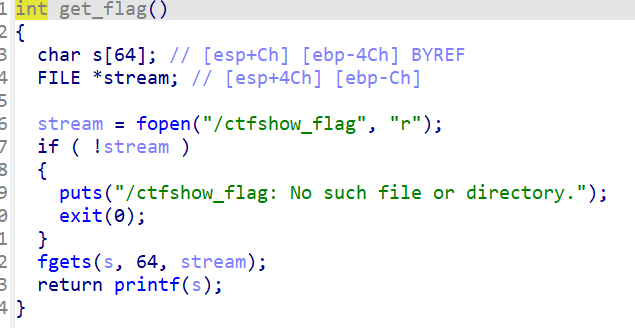 1 int get_flag()
2 {
3 char s[64]; // [esp+Ch] [ebp-4Ch] BYREF
4 FILE *stream; // [esp+4Ch] [ebp-Ch]
5
6 stream = fopen("/ctfshow_flag", "r");
7 if ( !stream )
8 {
9 puts("/ctfshow_flag: No such file or directory.");
0 exit(0);
1 }
2 fgets(s, 64, stream);
3 return printf(s);
4 }